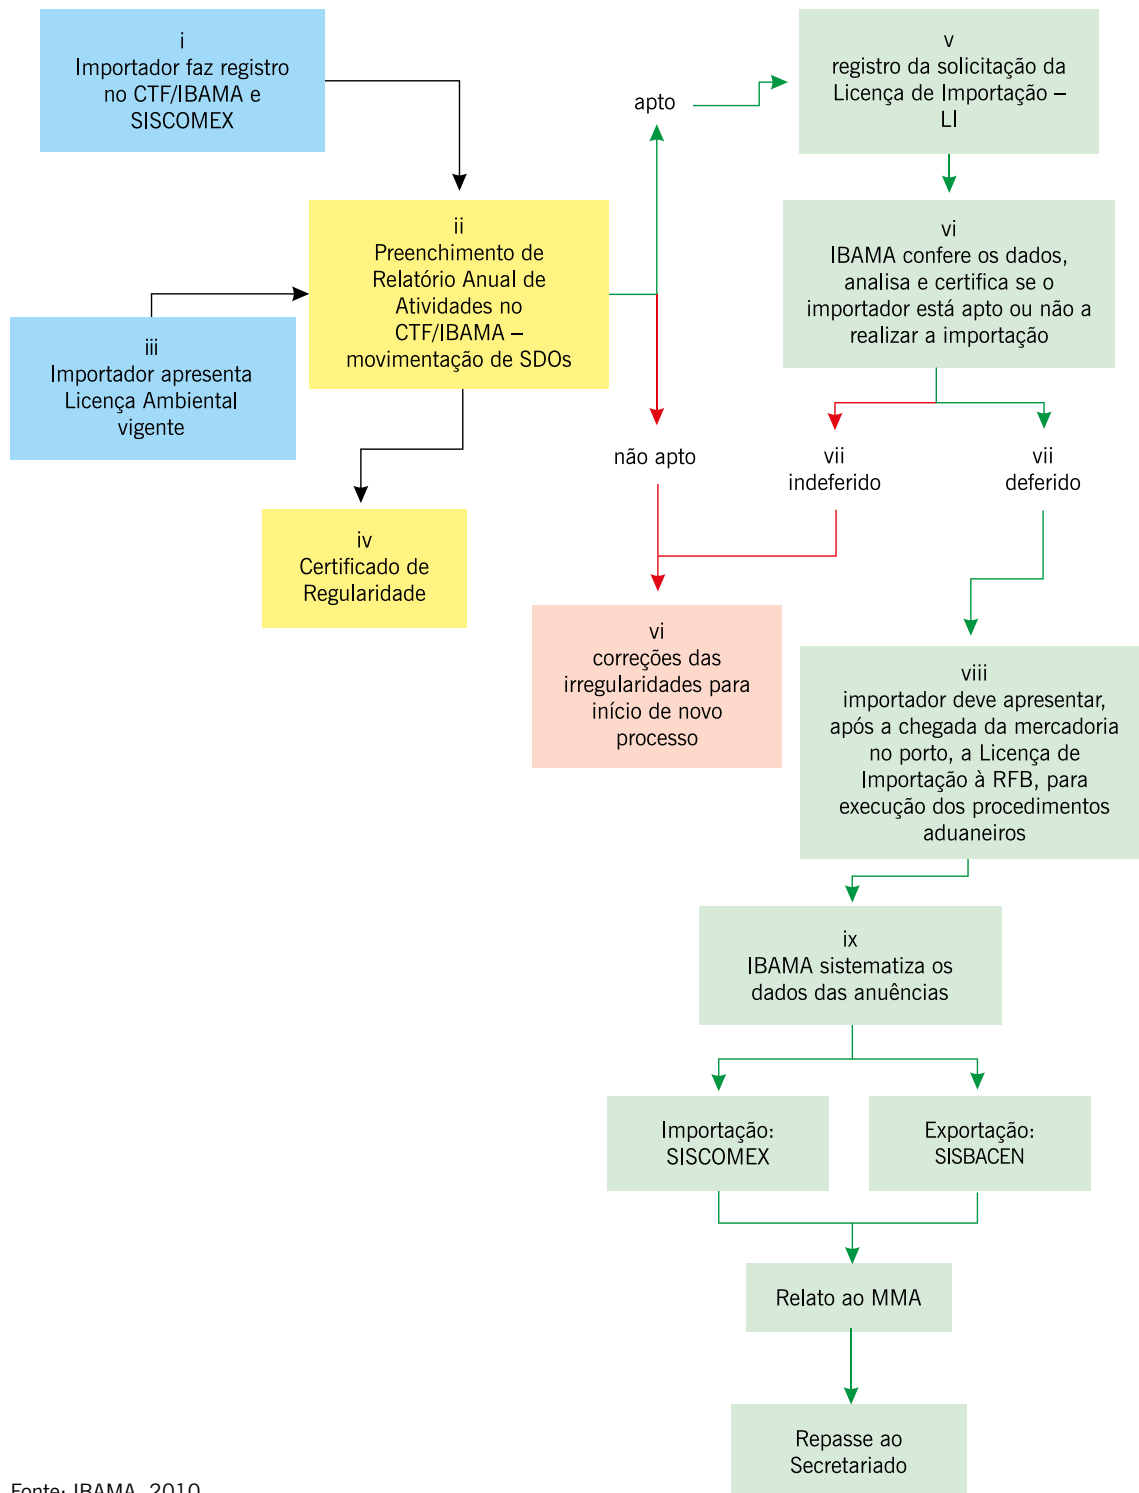 i
Importador faz registro
no CTF/IBAMA e
SISCOMEX
ii
Preenchimento de
Relatório Anual de
Atividades no
CTF/IBAMA –
movimentação de SDOs
iii
Importador apresenta
Licença Ambiental
vigente
iv
Certificado de
Regularidade
apto
não apto
v
registro da solicitação da
Licença de Importação –
LI
vi
IBAMA confere os dados,
analisa e certifica se o
importador está apto ou não a
realizar a importação
vii
indeferido
vii
deferido
vi
correções das
irregularidades para
início de novo
processo
viii
importador deve apresentar,
após a chegada da mercadoria
no porto, a Licença de
Importação à RFB, para
execução dos procedimentos
aduaneiros
ix
IBAMA sistematiza os
dados das anuências
Importação:
SISCOMEX
Exportação:
SISBACEN
Relato ao MMA
Repasse ao
Secretariado
Fonte: IBAMA, 2010